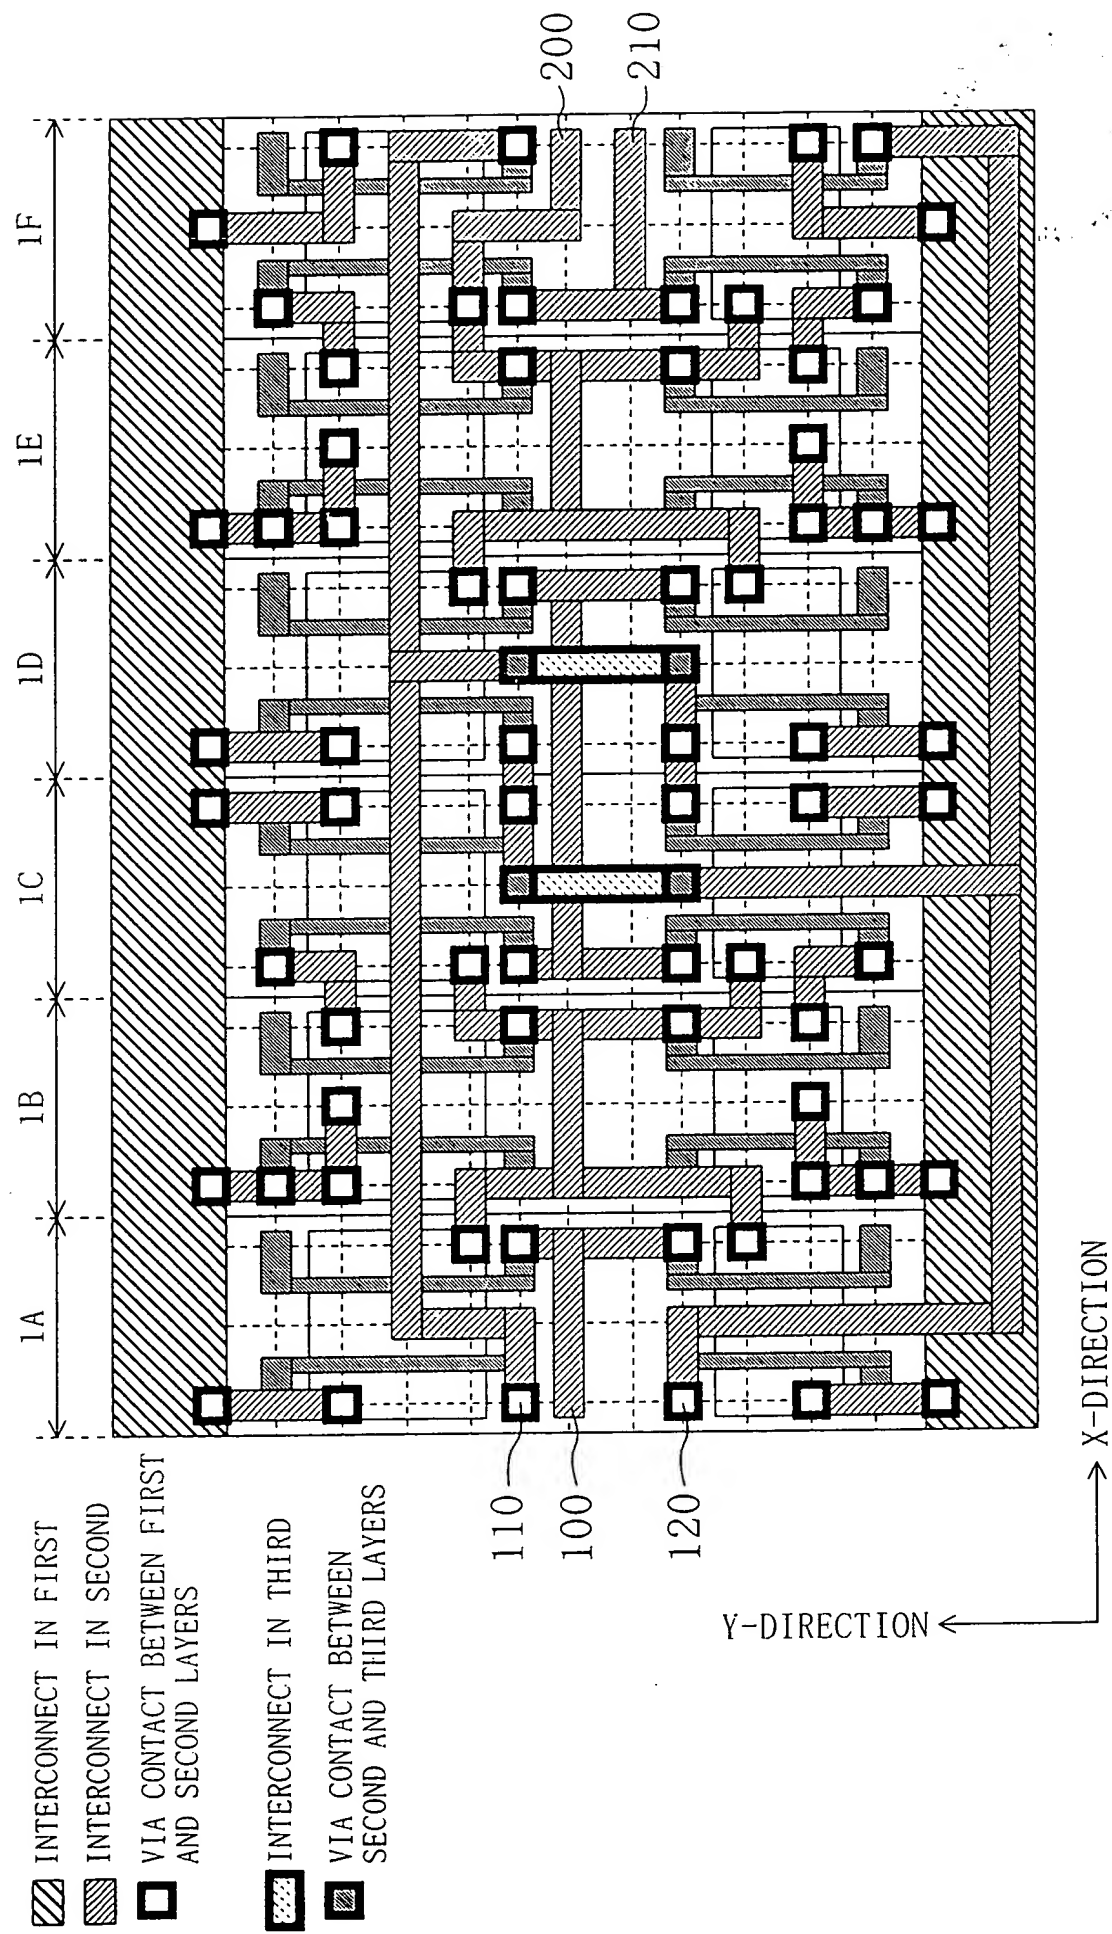 INTERCONNECT IN FIRST
INTERCONNECT IN SECOND
VIA CONTACT BETWEEN FIRST
AND SECOND LAYERS
INTERCONNECT IN THIRD
VIA CONTACT BETWEEN
SECOND AND THIRD LAYERS
1A
1B
1C
1D
1E
1F
110
100
120
200
210
Y-DIRECTION
X-DIRECTION